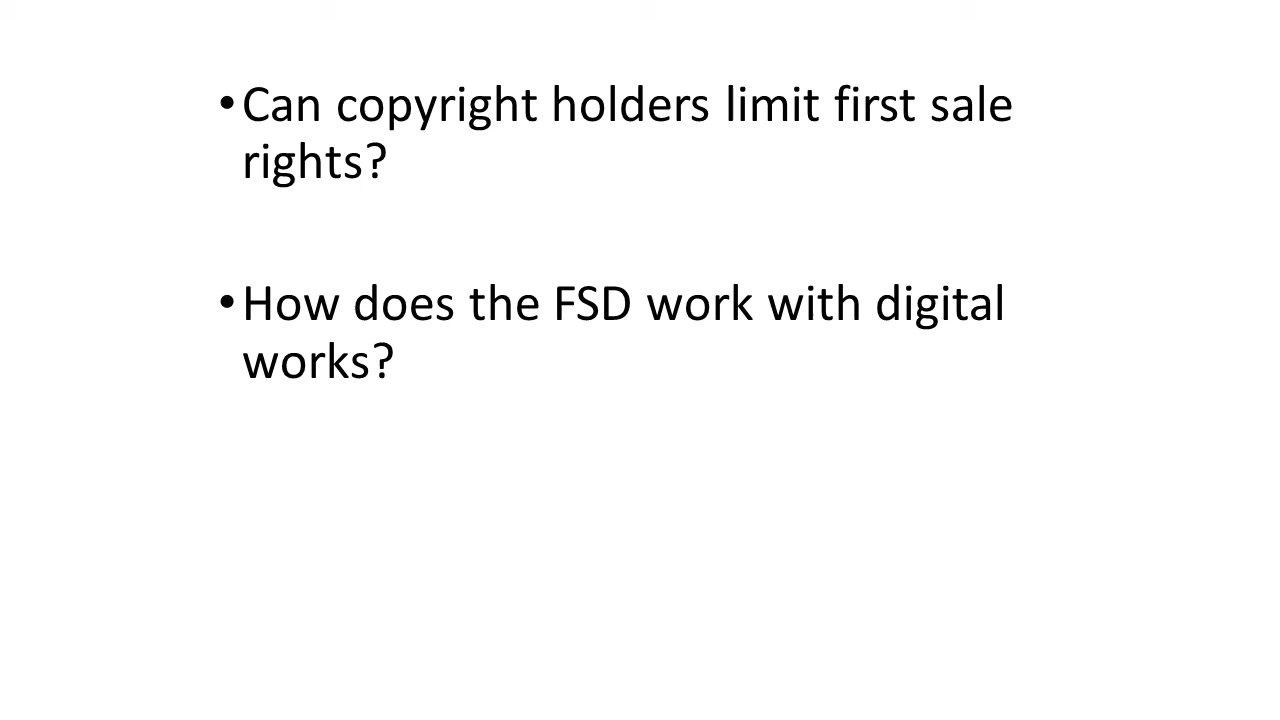 •Can copyright holders limit first sale
rights?
•How does the FSD work with digital
works?